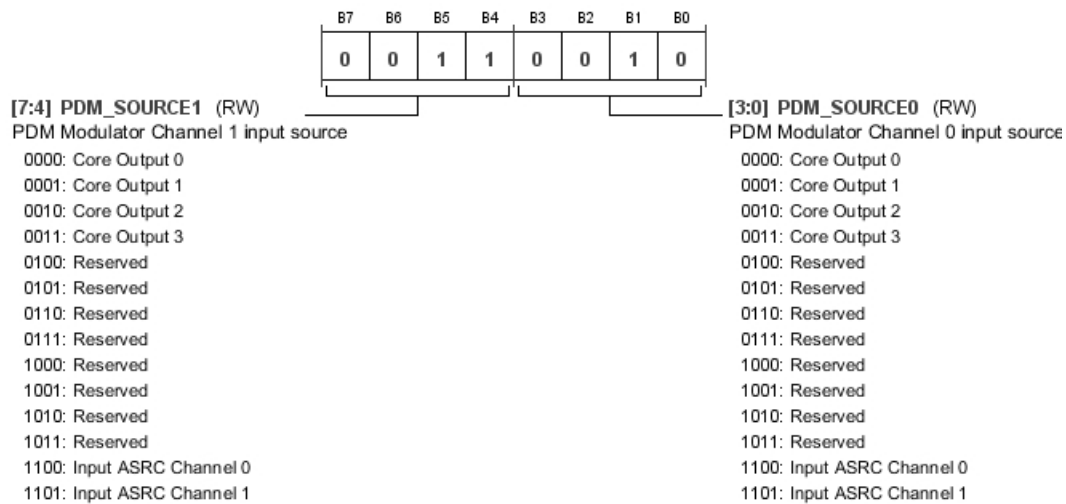 B7 B6 B5 B4 B3 B2 B1 B0
0 0 1 1 0 0 1 0
[7:4] PDM_SOURCE1 (RW)
PDM Modulator Channel 1 input source
0000: Core Output 0
0001: Core Output 1
0010: Core Output 2
0011: Core Output 3
0100: Reserved
0101: Reserved
0110: Reserved
0111: Reserved
1000: Reserved
1001: Reserved
1010: Reserved
1011: Reserved
1100: Input ASRC Channel 0
1101: Input ASRC Channel 1
[3:0] PDM_SOURCE0 (RW)
PDM Modulator Channel 0 input source
0000: Core Output 0
0001: Core Output 1
0010: Core Output 2
0011: Core Output 3
0100: Reserved
0101: Reserved
0110: Reserved
0111: Reserved
1000: Reserved
1001: Reserved
1010: Reserved
1011: Reserved
1100: Input ASRC Channel 0
1101: Input ASRC Channel 1